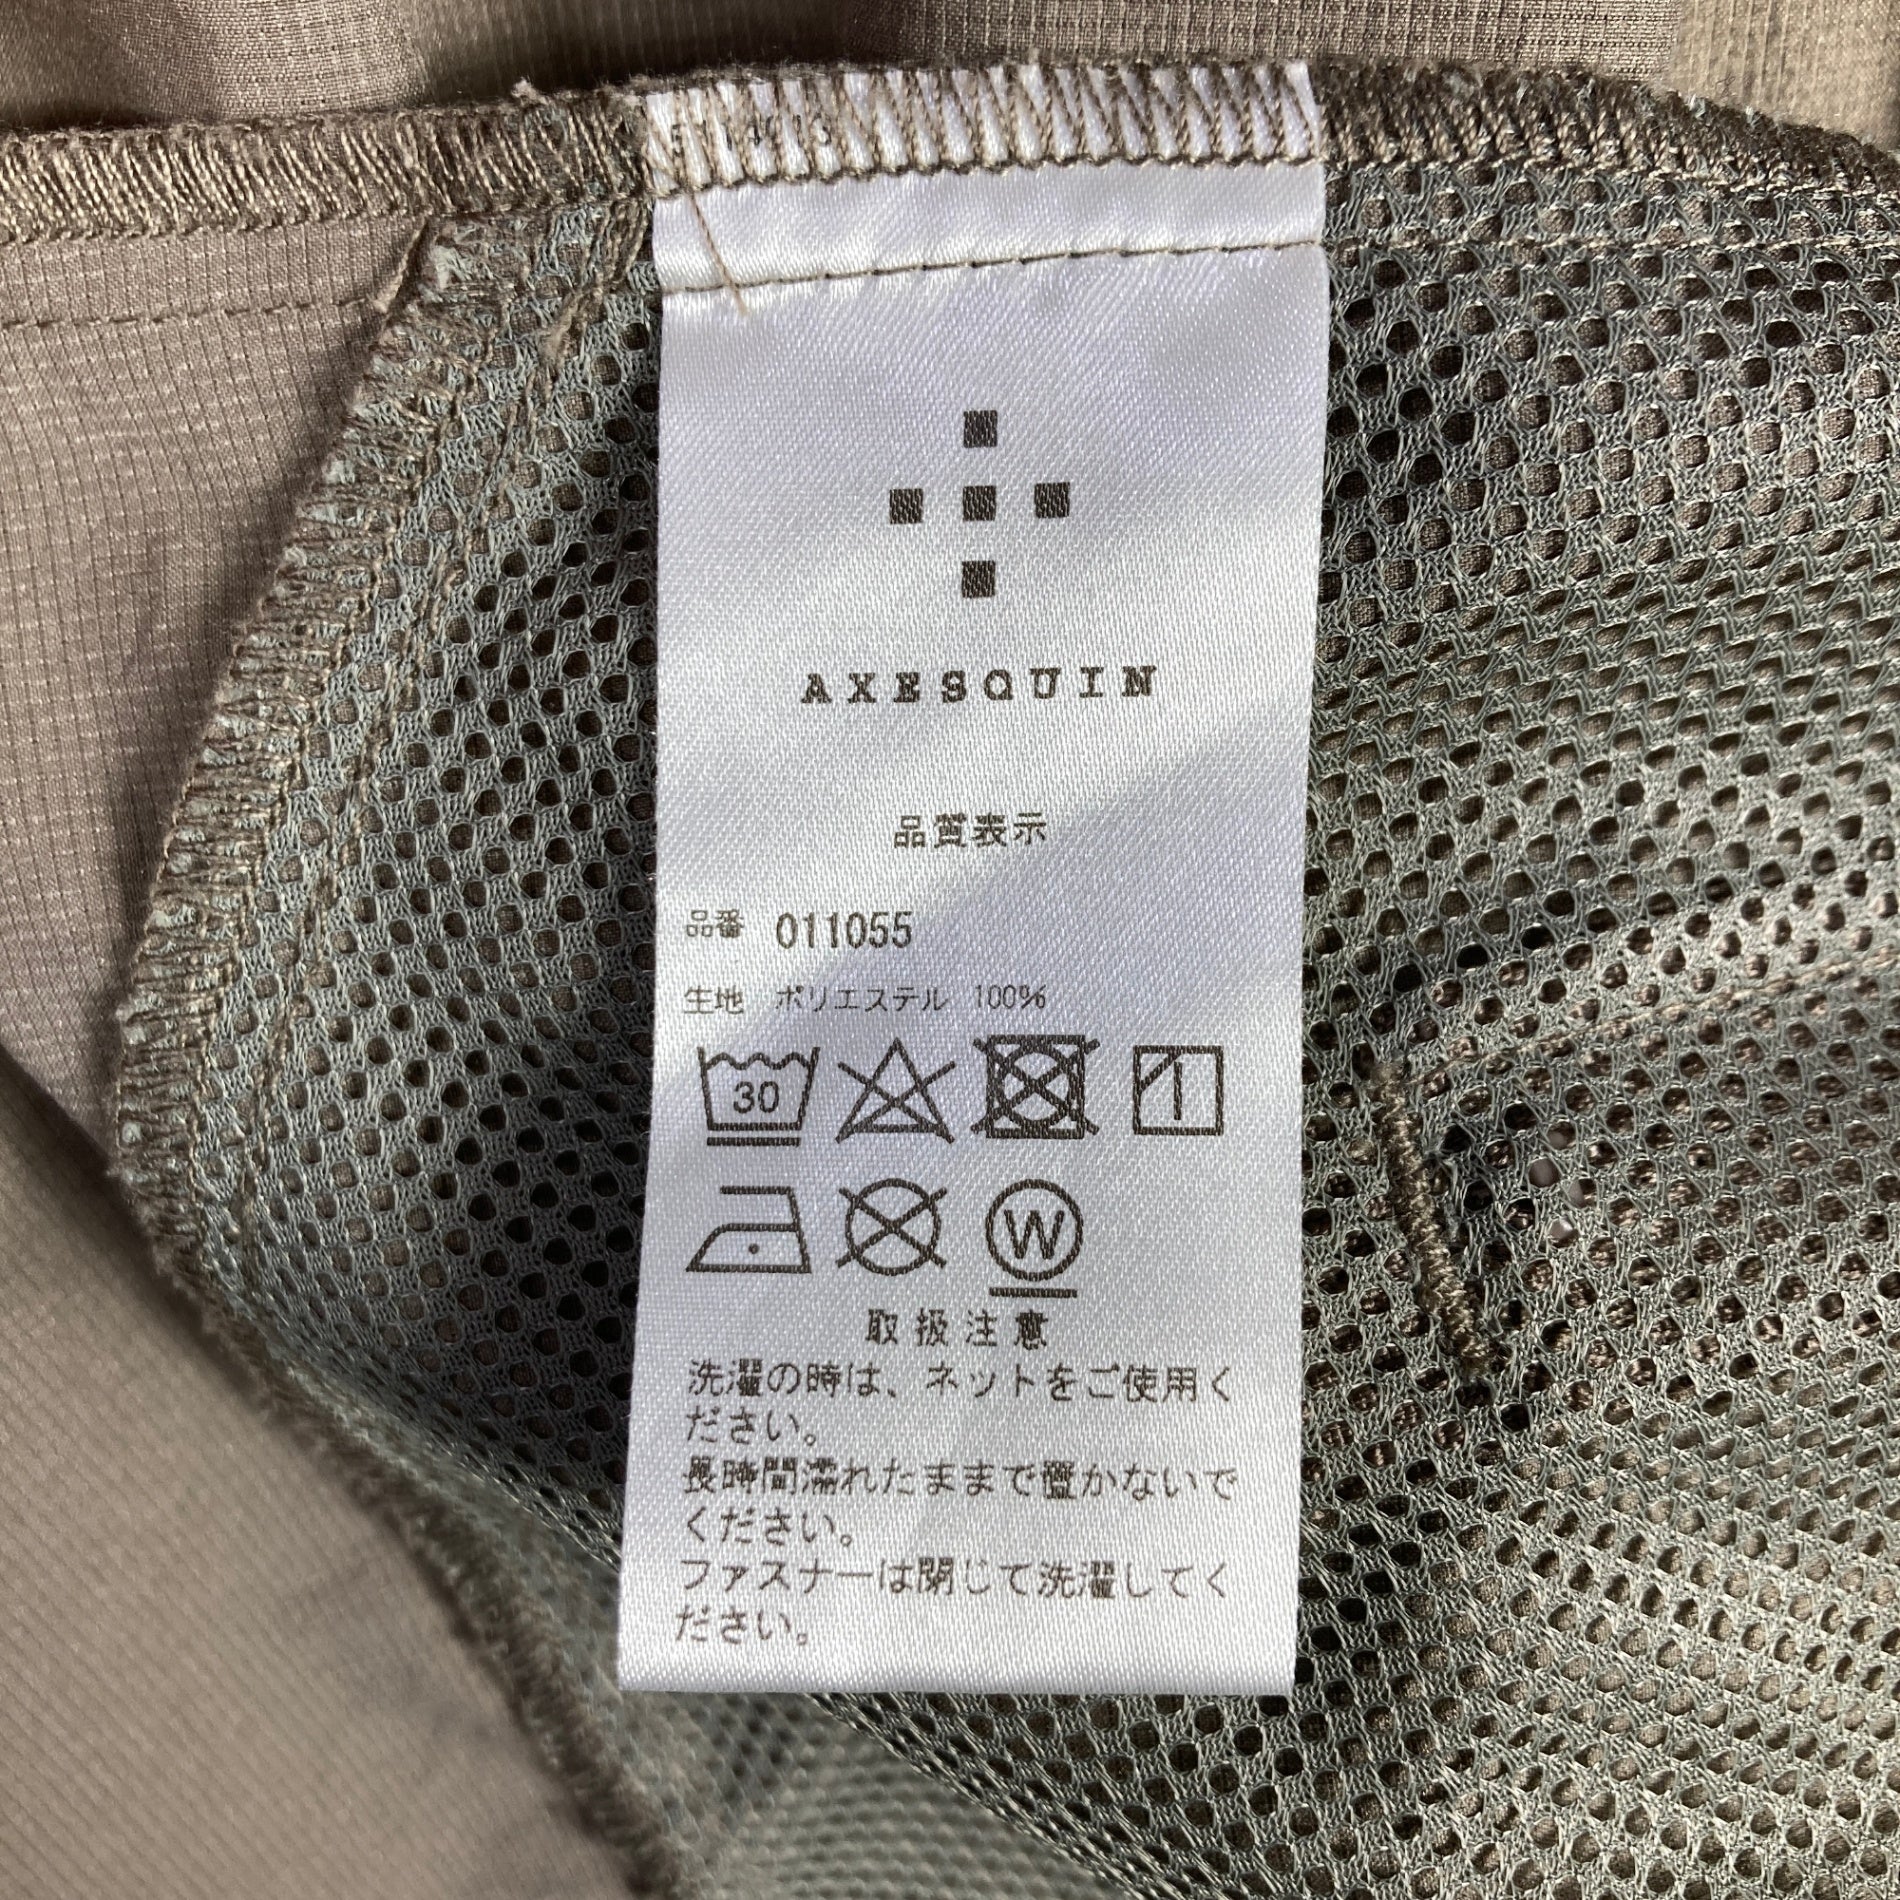 AXESQUIN
品質表示
品番 011055
生地 ポリエステル 100%
30
W
取扱注意
洗濯の時は、ネットをご使用く
ださい。
長時間濡れたままで置かないで
ください。
ファスナーは閉じて洗濯してく
ださい。